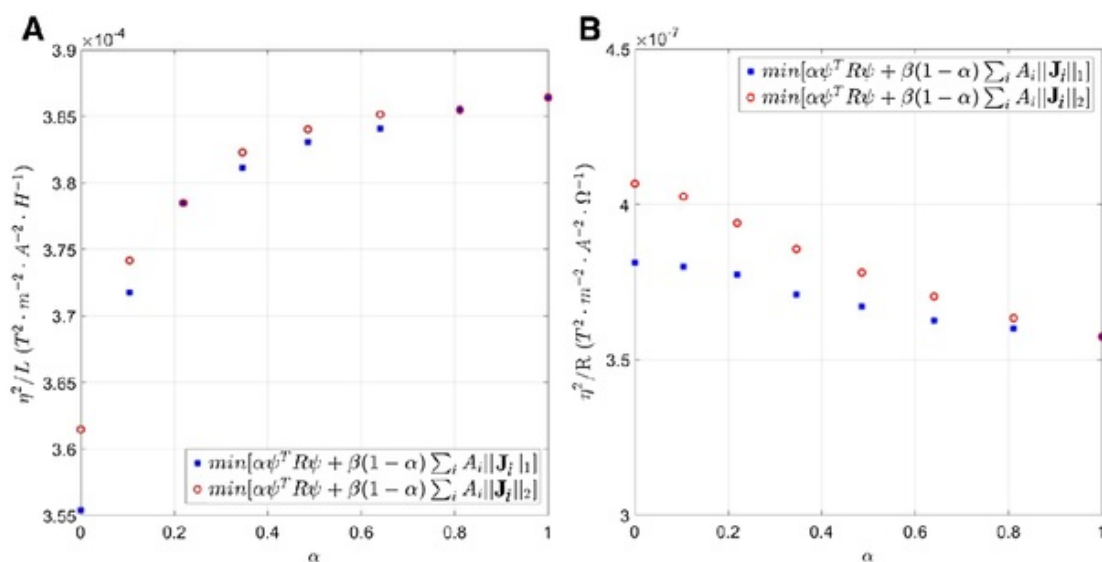 A
×10⁻⁴
3.9
3.85
3.8
3.75
3.7
3.65
3.6
3.55
η²/L (T² · m⁻² · A⁻² · H⁻¹)
min[αψᵀRψ + β(1 − α) ∑ᵢ Aᵢ||𝐉ᵢ||₁]
min[αψᵀRψ + β(1 − α) ∑ᵢ Aᵢ||𝐉ᵢ||₂]
0 0.2 0.4 0.6 0.8 1
α
B
×10⁻⁷
4.5
4
3.5
3
η²/R (T² · m⁻² · A⁻² · Ω⁻¹)
min[αψᵀRψ + β(1 − α) ∑ᵢ Aᵢ||𝐉ᵢ||₁]
min[αψᵀRψ + β(1 − α) ∑ᵢ Aᵢ||𝐉ᵢ||₂]
0 0.2 0.4 0.6 0.8 1
α